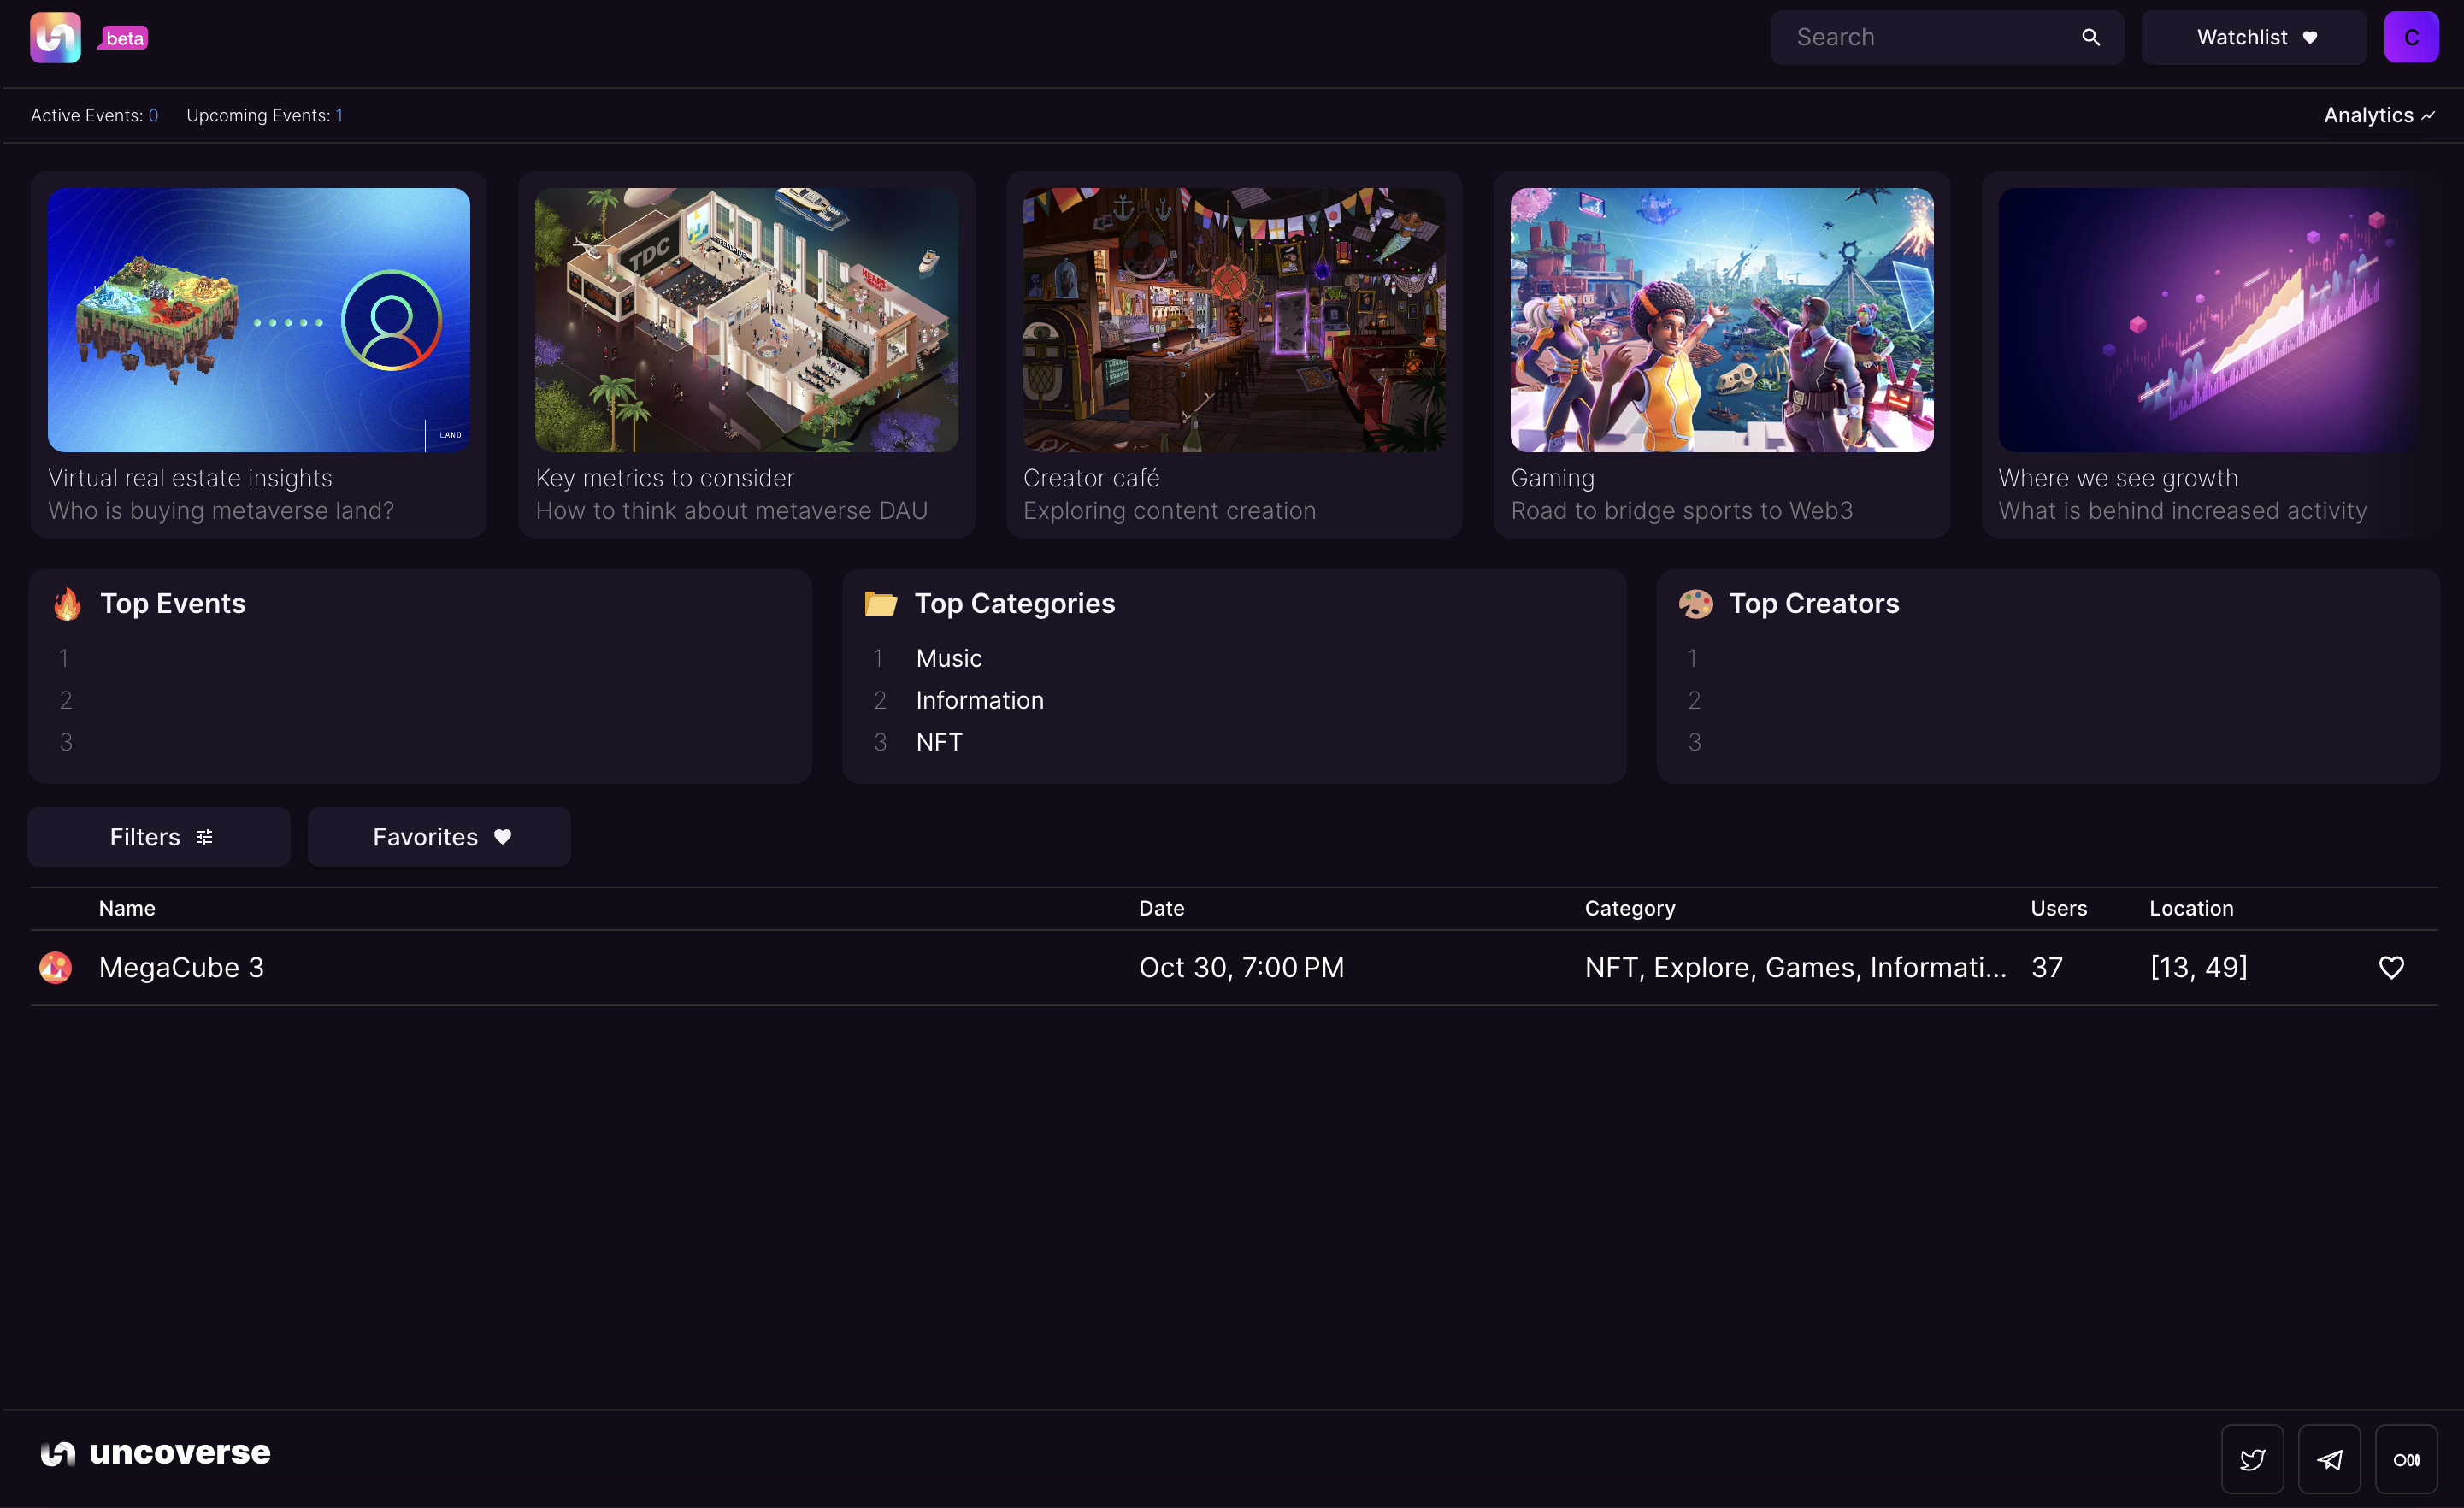 beta
Search
Watchlist
C
Active Events: 0 Upcoming Events: 1
Analytics
TDC
LAND
Virtual real estate insights
Who is buying metaverse land?
Key metrics to consider
How to think about metaverse DAU
Creator café
Exploring content creation
Gaming
Road to bridge sports to Web3
Where we see growth
What is behind increased activity
Top Events
1
2
3
Top Categories
1 Music
2 Information
3 NFT
Top Creators
1
2
3
Filters
Favorites
Name Date Category Users Location
MegaCube 3 Oct 30, 7:00 PM NFT, Explore, Games, Informati... 37 [13, 49]
uncoverse